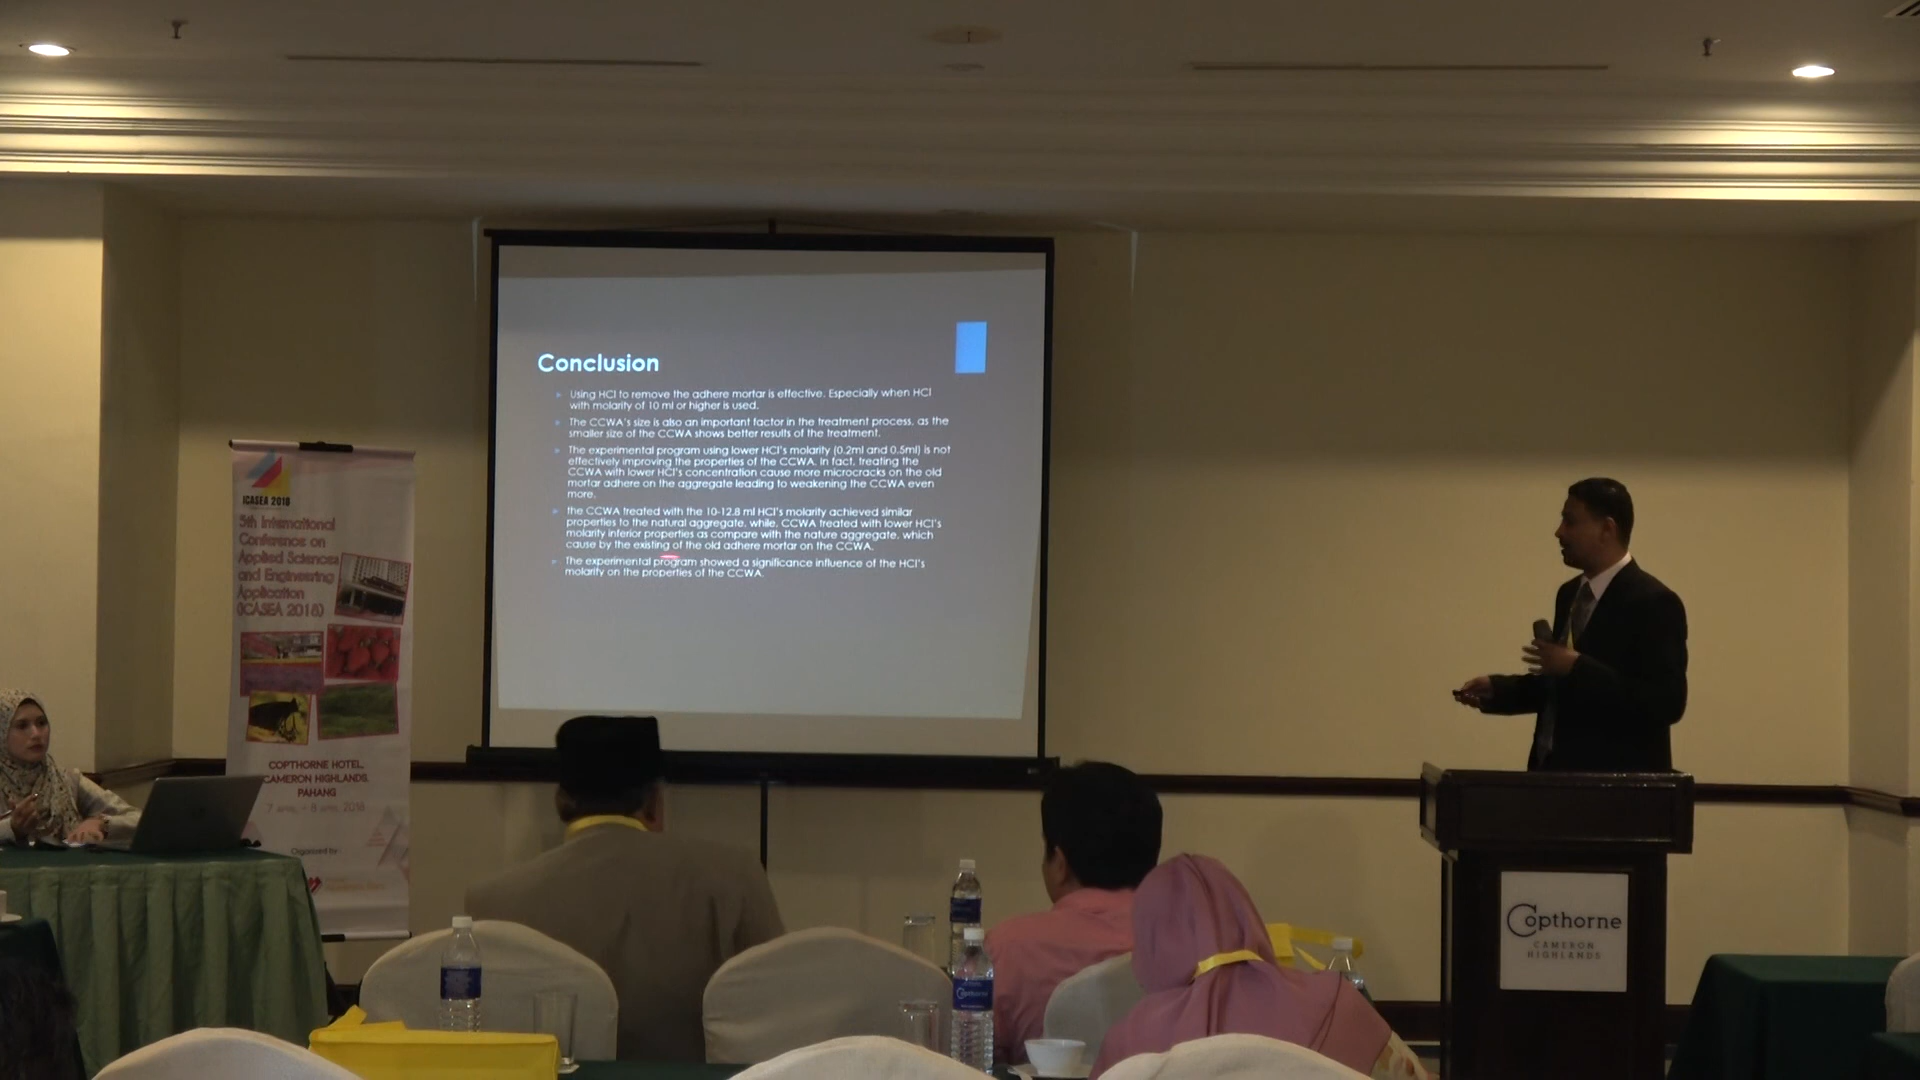 Conclusion
Using HCl to remove the adhere mortar is effective. Especially when HCl
with molarity of 10 ml or higher is used.
The CCWA's size is also an important factor in the treatment process, as the
smaller size of the CCWA shows better results of the treatment.
The experimental program using lower HCl's molarity (0.2ml and 0.5ml) is not
effectively improving the properties of the CCWA. In fact, treating the
CCWA with lower HCl's concentration cause more microcracks on the old
mortar adhere on the aggregate leading to weakening the CCWA even
more.
the CCWA treated with the 10-12.8 ml HCl's molarity achieved similar
properties to the natural aggregate, while, CCWA treated with lower HCl's
molarity inferior properties as compare with the nature aggregate, which
cause by the existing of the old adhere mortar on the CCWA.
The experimental program showed a significance influence of the HCl's
molarity on the properties of the CCWA.
ICASEA 2018
5th International
Conference on
Applied Sciences
and Engineering
Application
(ICASEA 2018)
COPTHORNE HOTEL,
CAMERON HIGHLANDS,
PAHANG
2018
Organised by :
Copthorne
CAMERON
HIGHLANDS
Copthorne